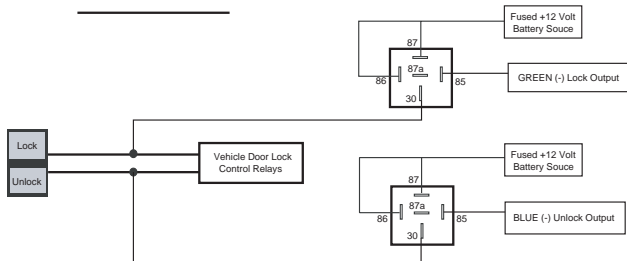 Fused +12 Volt
Battery Souce
87
87a
86
85
30
GREEN (-) Lock Output
Lock
Unlock
Vehicle Door Lock
Control Relays
Fused +12 Volt
Battery Souce
87
87a
86
85
30
BLUE (-) Unlock Output